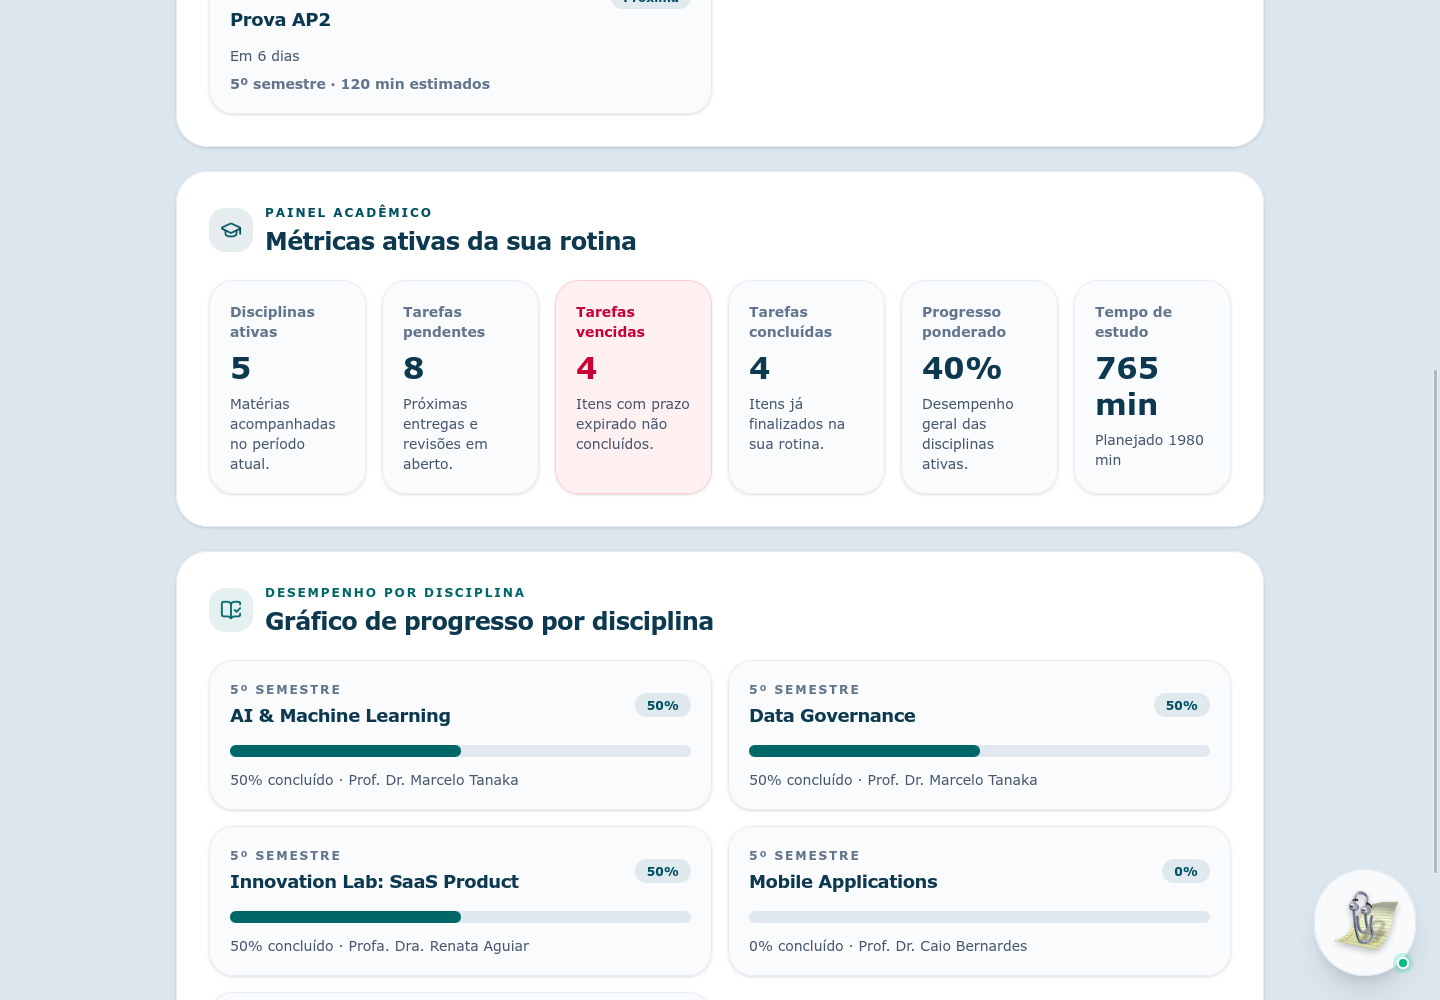 Prova AP2
Em 6 dias
5º semestre · 120 min estimados
PAINEL ACADÊMICO
Métricas ativas da sua rotina
Disciplinas
ativas
5
Matérias
acompanhadas
no período
atual.
Tarefas
pendentes
8
Próximas
entregas e
revisões em
aberto.
Tarefas
vencidas
4
Itens com prazo
expirado não
concluídos.
Tarefas
concluídas
4
Itens já
finalizados na
sua rotina.
Progresso
ponderado
40%
Desempenho
geral das
disciplinas
ativas.
Tempo de
estudo
765
min
Planejado 1980
min
DESEMPENHO POR DISCIPLINA
Gráfico de progresso por disciplina
5º SEMESTRE
AI & Machine Learning
50%
50% concluído · Prof. Dr. Marcelo Tanaka
5º SEMESTRE
Data Governance
50%
50% concluído · Prof. Dr. Marcelo Tanaka
5º SEMESTRE
Innovation Lab: SaaS Product
50%
50% concluído · Profa. Dra. Renata Aguiar
5º SEMESTRE
Mobile Applications
0%
0% concluído · Prof. Dr. Caio Bernardes